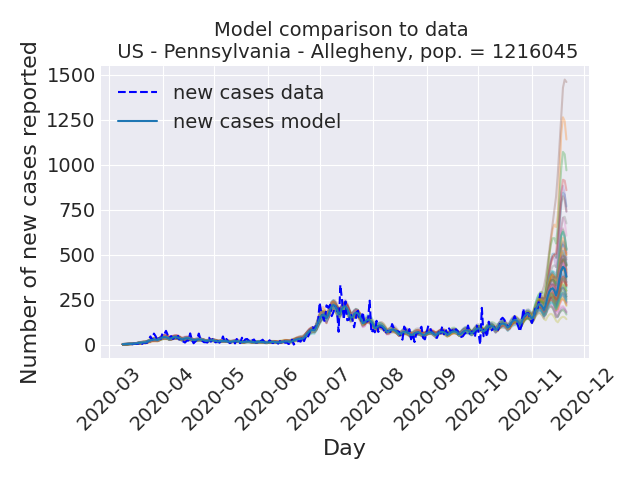 Model comparison to data
US - Pennsylvania - Allegheny, pop. = 1216045
Number of new cases reported
1500
1250
1000
750
500
250
0
new cases data
new cases model
2020-03
2020-04
2020-05
2020-06
2020-07
2020-08
2020-09
2020-10
2020-11
2020-12
Day